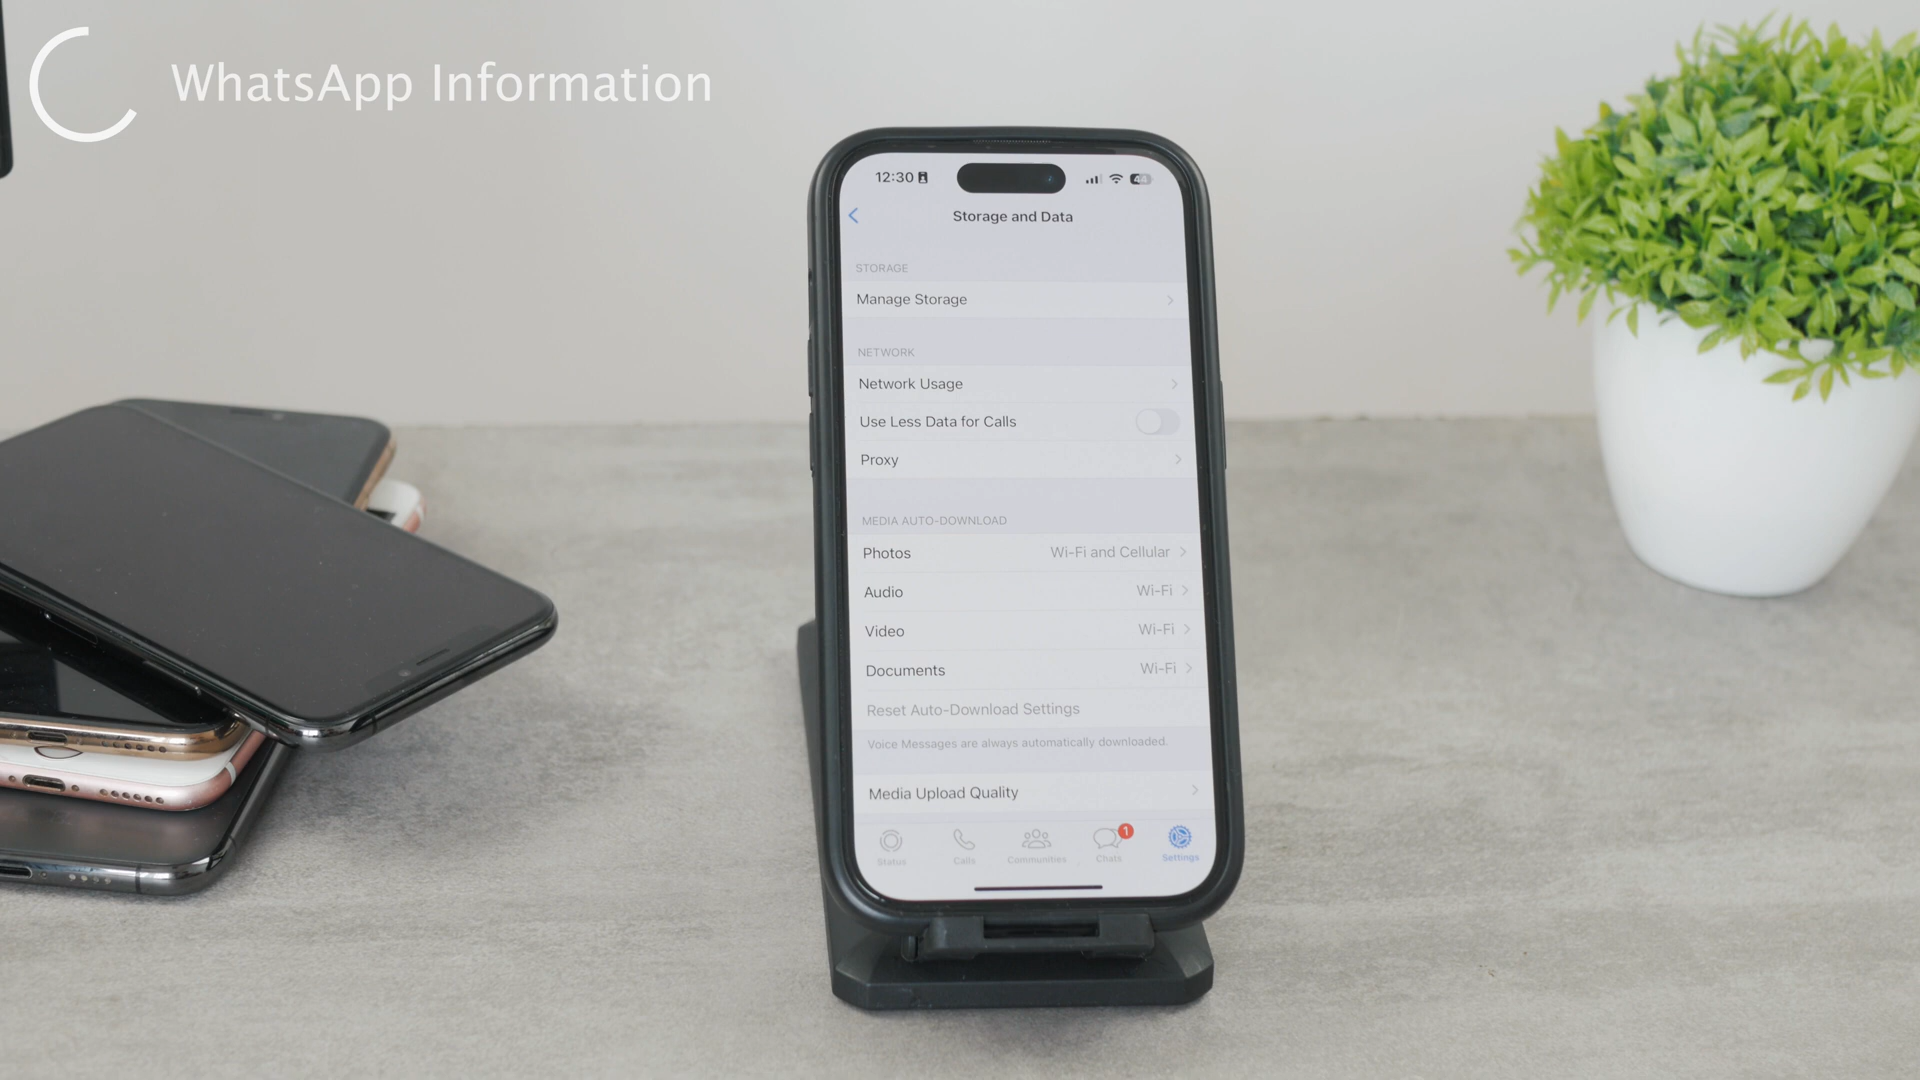 WhatsApp Information
12:30
44
Storage and Data
STORAGE
Manage Storage
NETWORK
Network Usage
Use Less Data for Calls
Proxy
MEDIA AUTO-DOWNLOAD
Photos Wi-Fi and Cellular
Audio Wi-Fi
Video Wi-Fi
Documents Wi-Fi
Reset Auto-Download Settings
Voice Messages are always automatically downloaded.
Media Upload Quality
1
Status Calls Communities Chats Settings